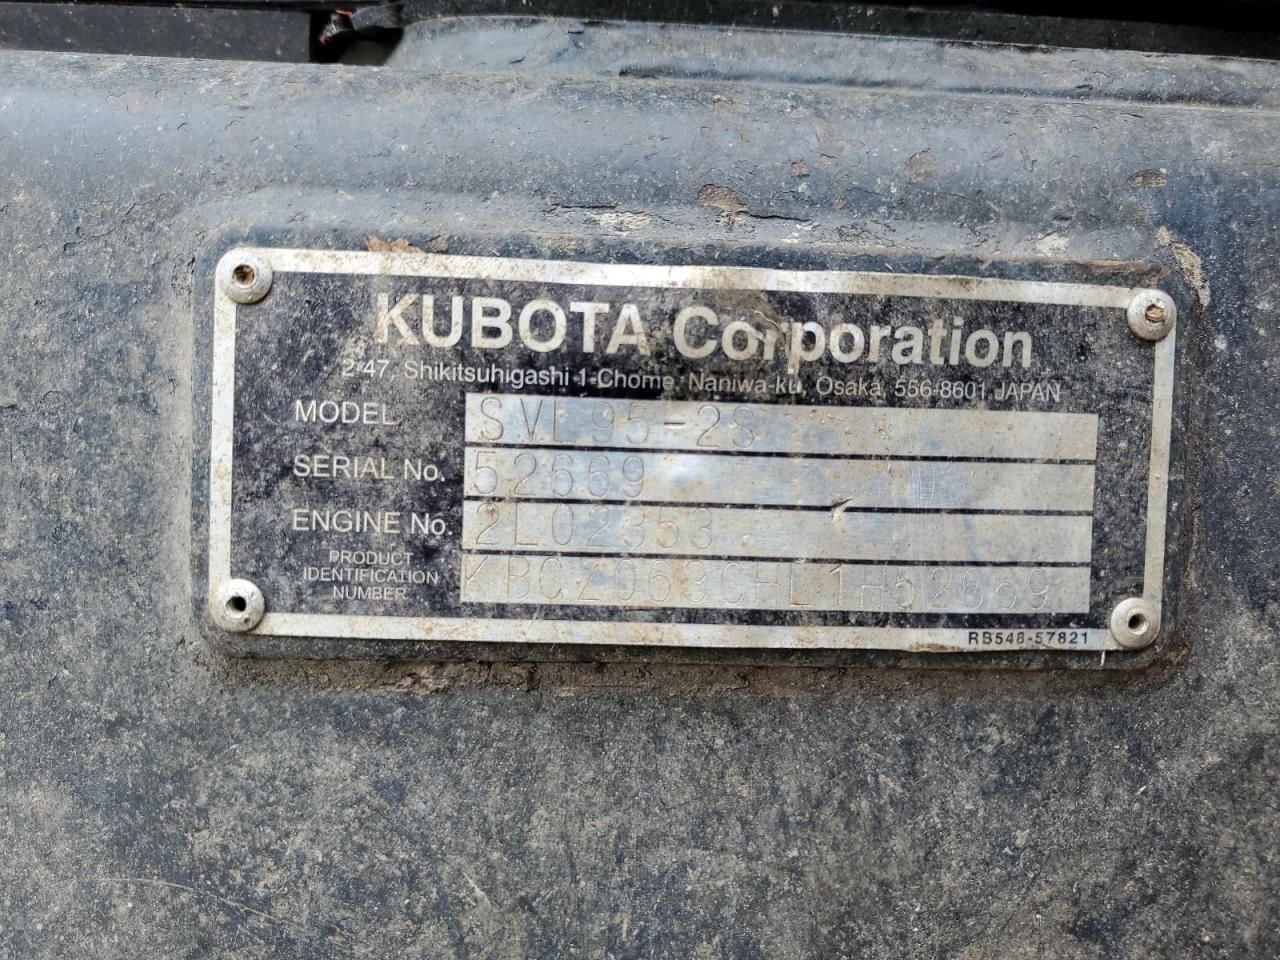 KUBOTA Corporation
2-47, Shikitsuhigashi 1-Chome, Naniwa-ku, Osaka, 556-8601 JAPAN
MODEL SVL95-2S
SERIAL No. 52669
ENGINE No. 2L02353
PRODUCT IDENTIFICATION NUMBER KBCZ063CHL1H52669
RB548-57821